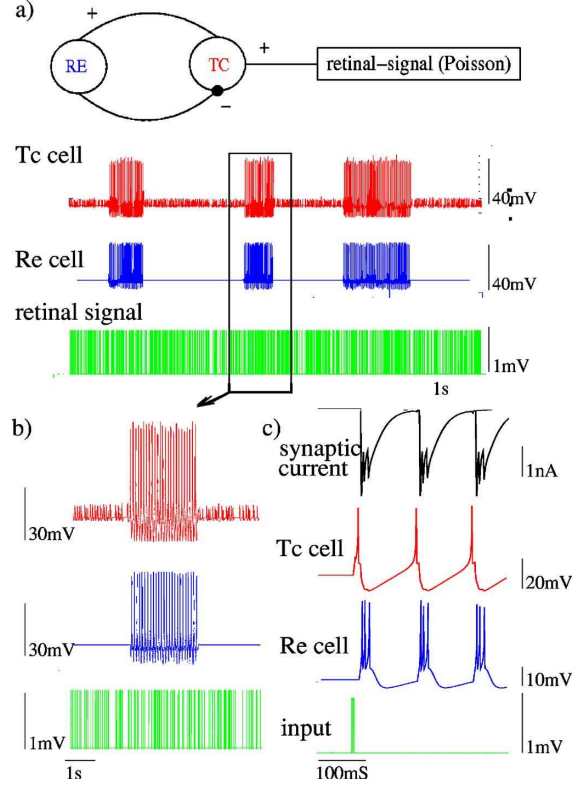 a)
+
+
RE
TC
retinal-signal (Poisson)
−
Tc cell
40mV
Re cell
40mV
retinal signal
1mV
1s
b)
c)
synaptic
current
1nA
30mV
Tc cell
20mV
30mV
Re cell
10mV
1mV
input
1mV
1s
100mS